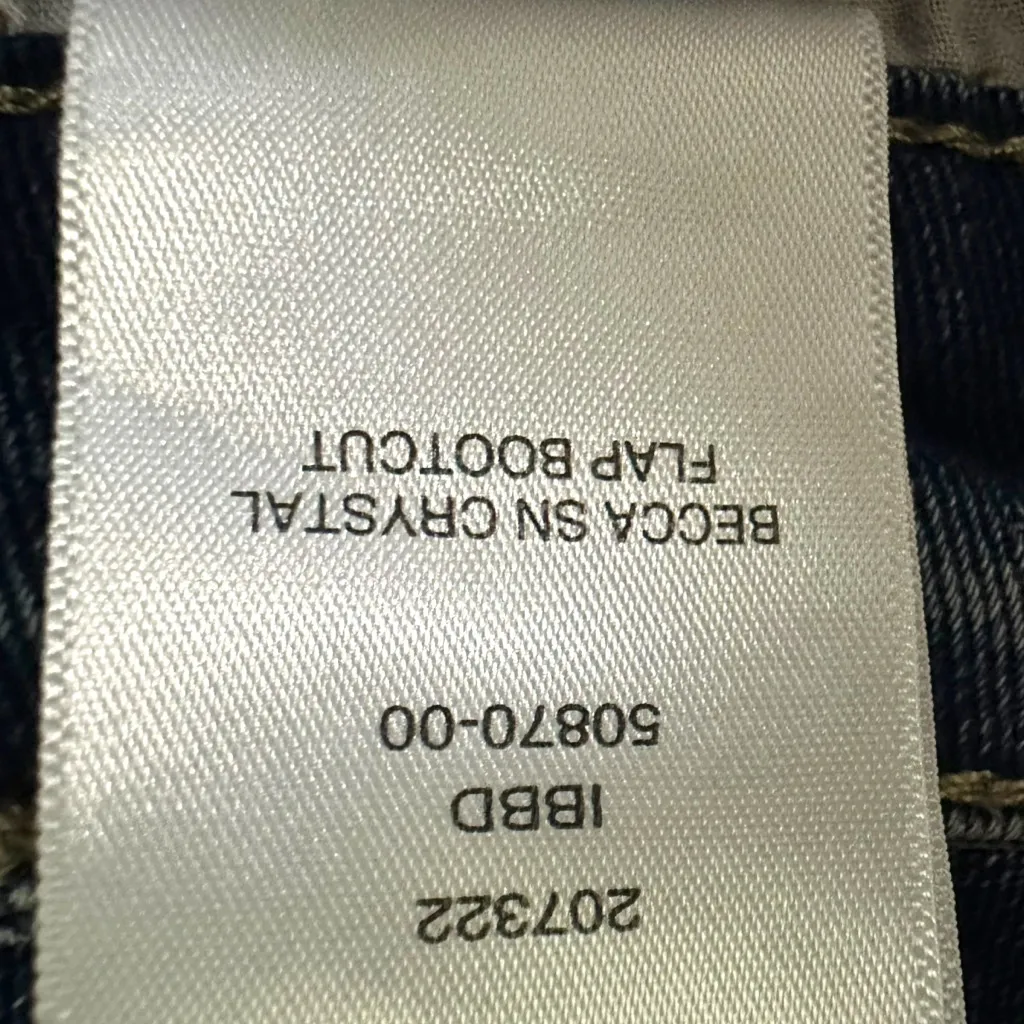 207322
IBBD
50870-00
BECCA SN CRYSTAL
FLAP BOOTCUT